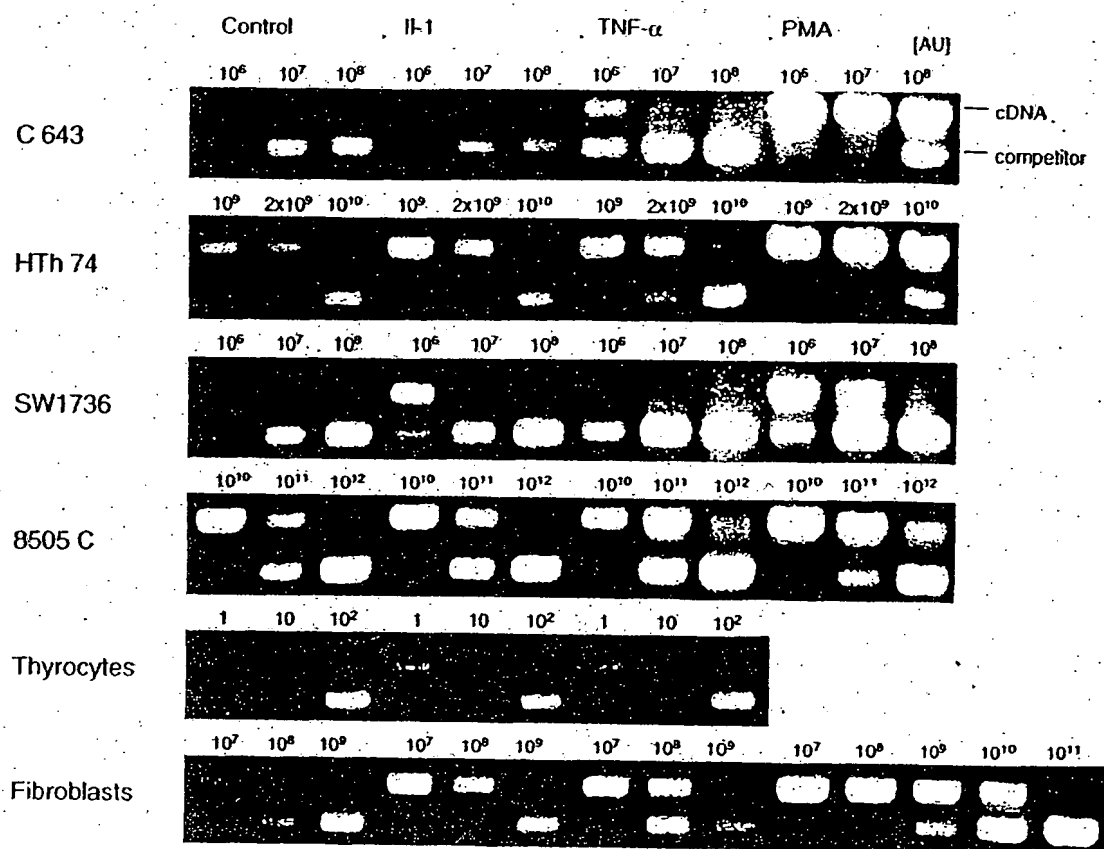 Control Il-1 TNF-α PMA [AU]
10⁶ 10⁷ 10⁸ 10⁶ 10⁷ 10⁸ 10⁶ 10⁷ 10⁸ 10⁶ 10⁷ 10⁸
C 643
cDNA
competitor
10⁹ 2x10⁹ 10¹⁰ 10⁹ 2x10⁹ 10¹⁰ 10⁹ 2x10⁹ 10¹⁰ 10⁹ 2x10⁹ 10¹⁰
HTh 74
10⁶ 10⁷ 10⁸ 10⁶ 10⁷ 10⁸ 10⁶ 10⁷ 10⁸ 10⁶ 10⁷ 10⁸
SW1736
10¹⁰ 10¹¹ 10¹² 10¹⁰ 10¹¹ 10¹² 10¹⁰ 10¹¹ 10¹² 10¹⁰ 10¹¹ 10¹²
8505 C
1 10 10² 1 10 10² 1 10 10²
Thyrocytes
10⁷ 10⁸ 10⁹ 10⁷ 10⁸ 10⁹ 10⁷ 10⁸ 10⁹ 10⁷ 10⁸ 10⁹ 10¹⁰ 10¹¹
Fibroblasts